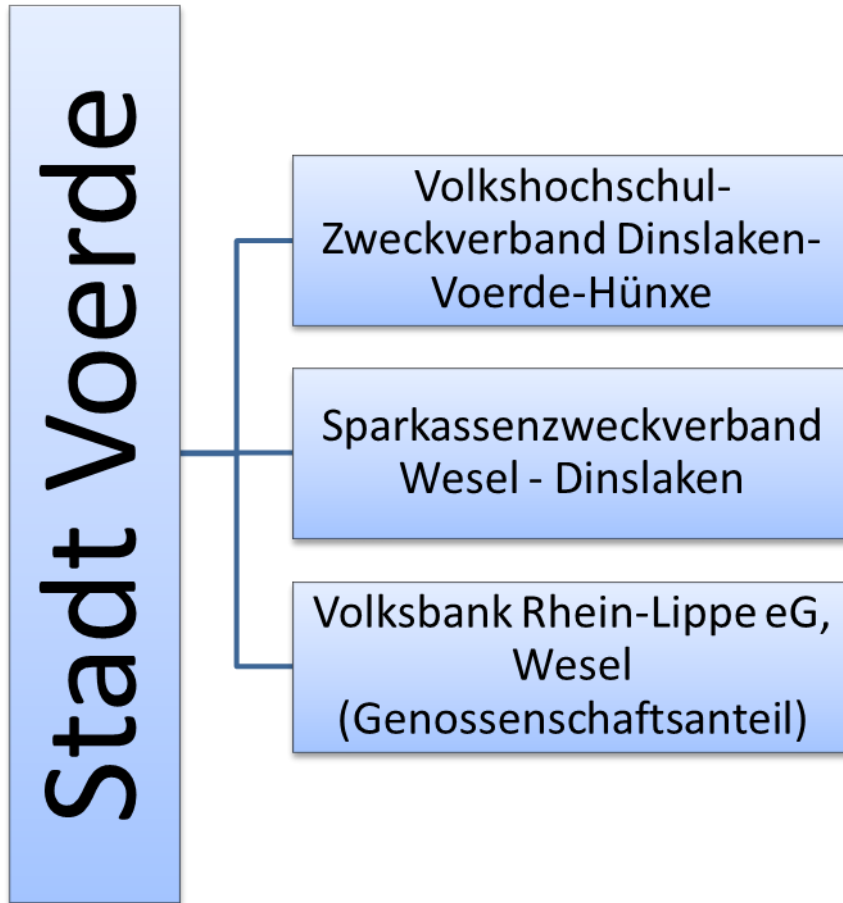 Stadt Voerde
Volkshochschul-
Zweckverband Dinslaken-
Voerde-Hünxe
Sparkassenzweckverband
Wesel - Dinslaken
Volksbank Rhein-Lippe eG,
Wesel
(Genossenschaftsanteil)